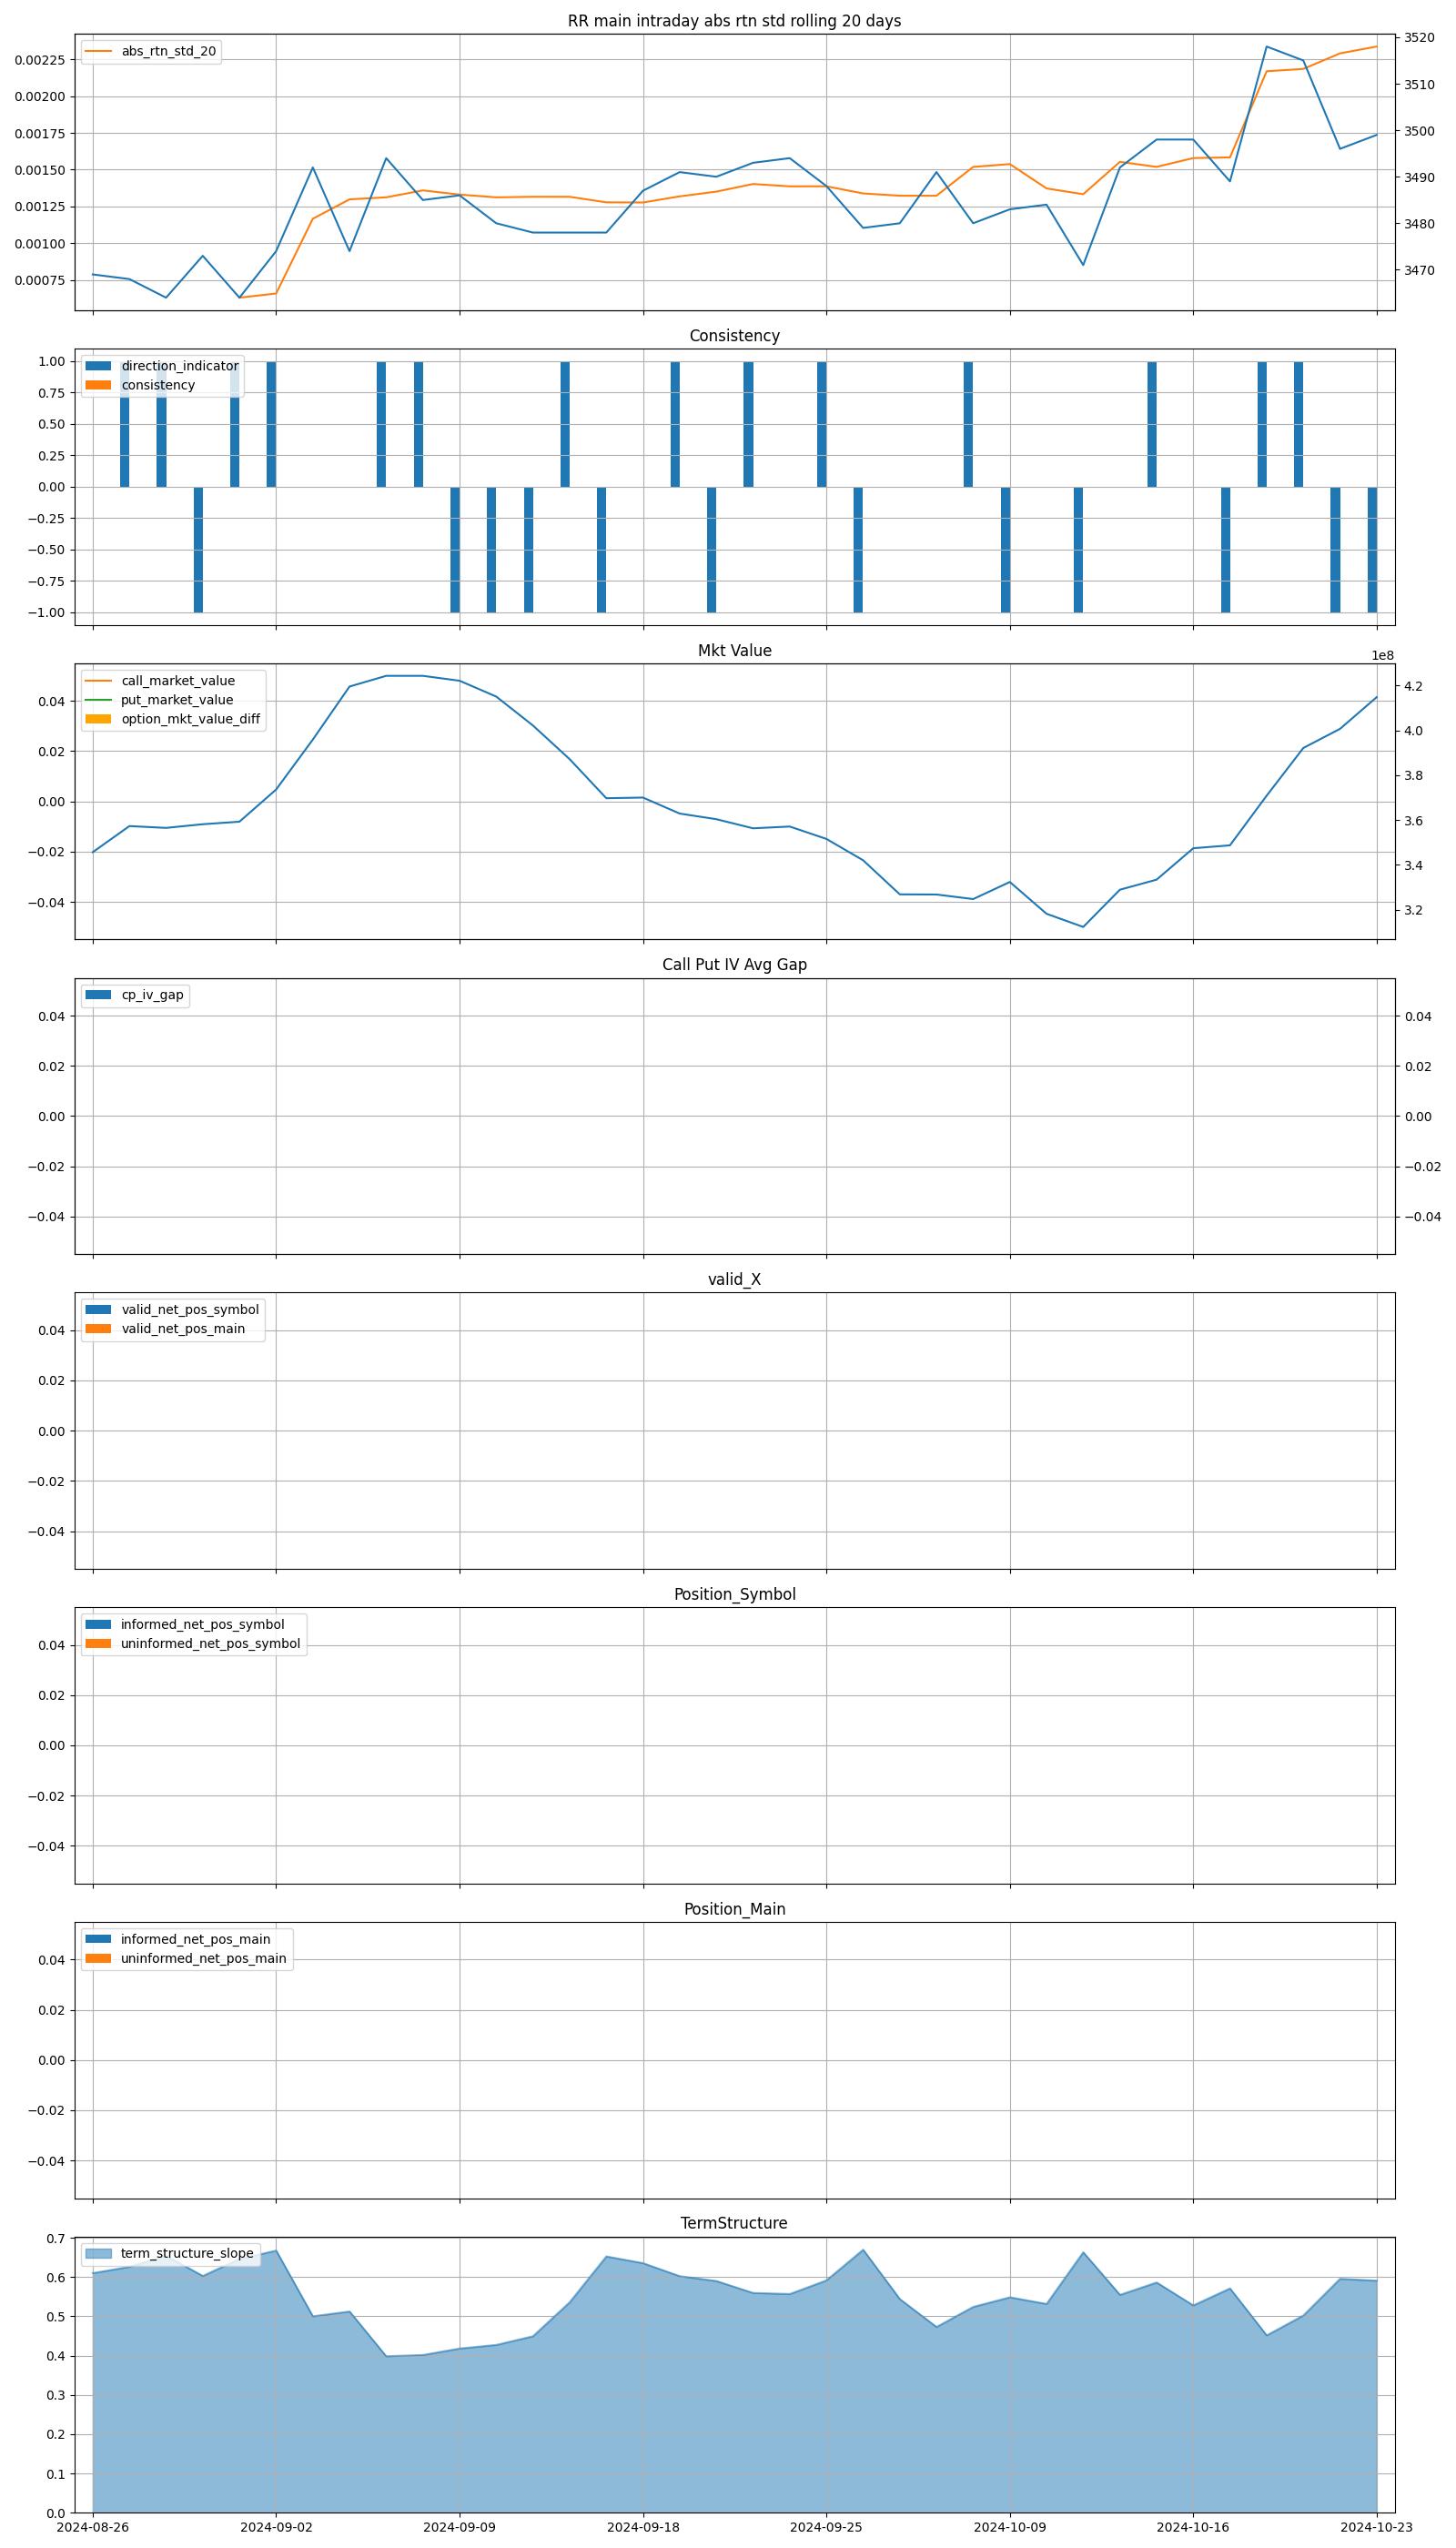 RR main intraday abs rtn std rolling 20 days
abs_rtn_std_20
0.00225
0.00200
0.00175
0.00150
0.00125
0.00100
0.00075
3520
3510
3500
3490
3480
3470
Consistency
direction_indicator
consistency
1.00
0.75
0.50
0.25
0.00
−0.25
−0.50
−0.75
−1.00
Mkt Value
1e8
call_market_value
put_market_value
option_mkt_value_diff
0.04
0.02
0.00
−0.02
−0.04
4.2
4.0
3.8
3.6
3.4
3.2
Call Put IV Avg Gap
cp_iv_gap
0.04
0.02
0.00
−0.02
−0.04
0.04
0.02
0.00
−0.02
−0.04
valid_X
valid_net_pos_symbol
valid_net_pos_main
0.04
0.02
0.00
−0.02
−0.04
Position_Symbol
informed_net_pos_symbol
uninformed_net_pos_symbol
0.04
0.02
0.00
−0.02
−0.04
Position_Main
informed_net_pos_main
uninformed_net_pos_main
0.04
0.02
0.00
−0.02
−0.04
TermStructure
term_structure_slope
0.7
0.6
0.5
0.4
0.3
0.2
0.1
0.0
2024-08-26 2024-09-02 2024-09-09 2024-09-18 2024-09-25 2024-10-09 2024-10-16 2024-10-23